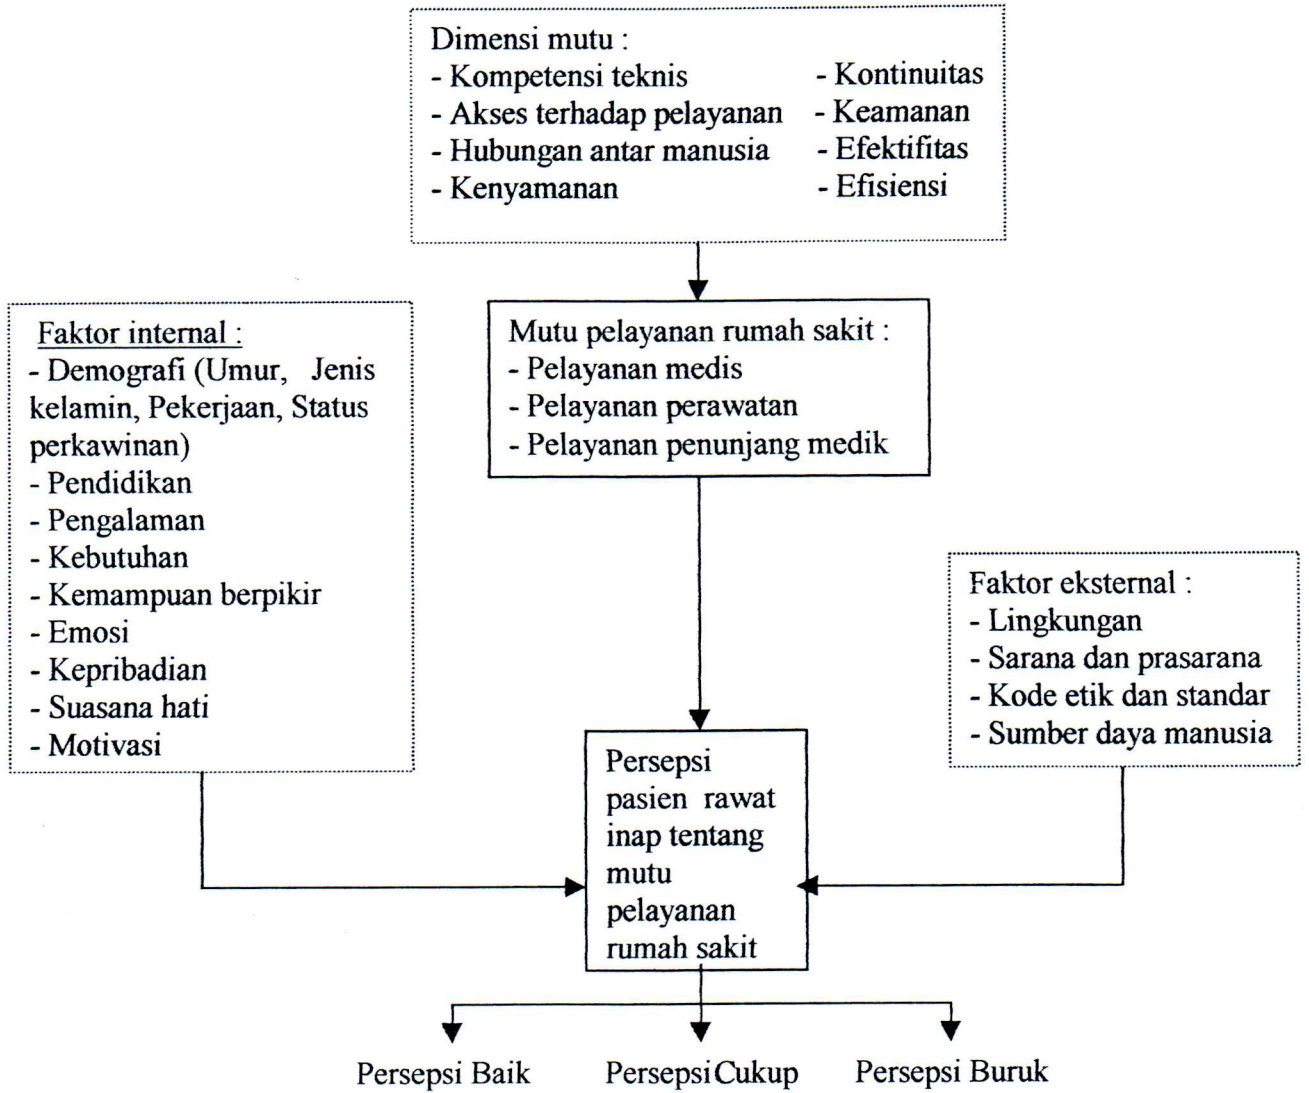 Dimensi mutu :
- Kompetensi teknis - Kontinuitas
- Akses terhadap pelayanan - Keamanan
- Hubungan antar manusia - Efektifitas
- Kenyamanan - Efisiensi
Faktor internal :
- Demografi (Umur, Jenis
kelamin, Pekerjaan, Status
perkawinan)
- Pendidikan
- Pengalaman
- Kebutuhan
- Kemampuan berpikir
- Emosi
- Kepribadian
- Suasana hati
- Motivasi
Mutu pelayanan rumah sakit :
- Pelayanan medis
- Pelayanan perawatan
- Pelayanan penunjang medik
Faktor eksternal :
- Lingkungan
- Sarana dan prasarana
- Kode etik dan standar
- Sumber daya manusia
Persepsi
pasien rawat
inap tentang
mutu
pelayanan
rumah sakit
Persepsi Baik
Persepsi Cukup
Persepsi Buruk